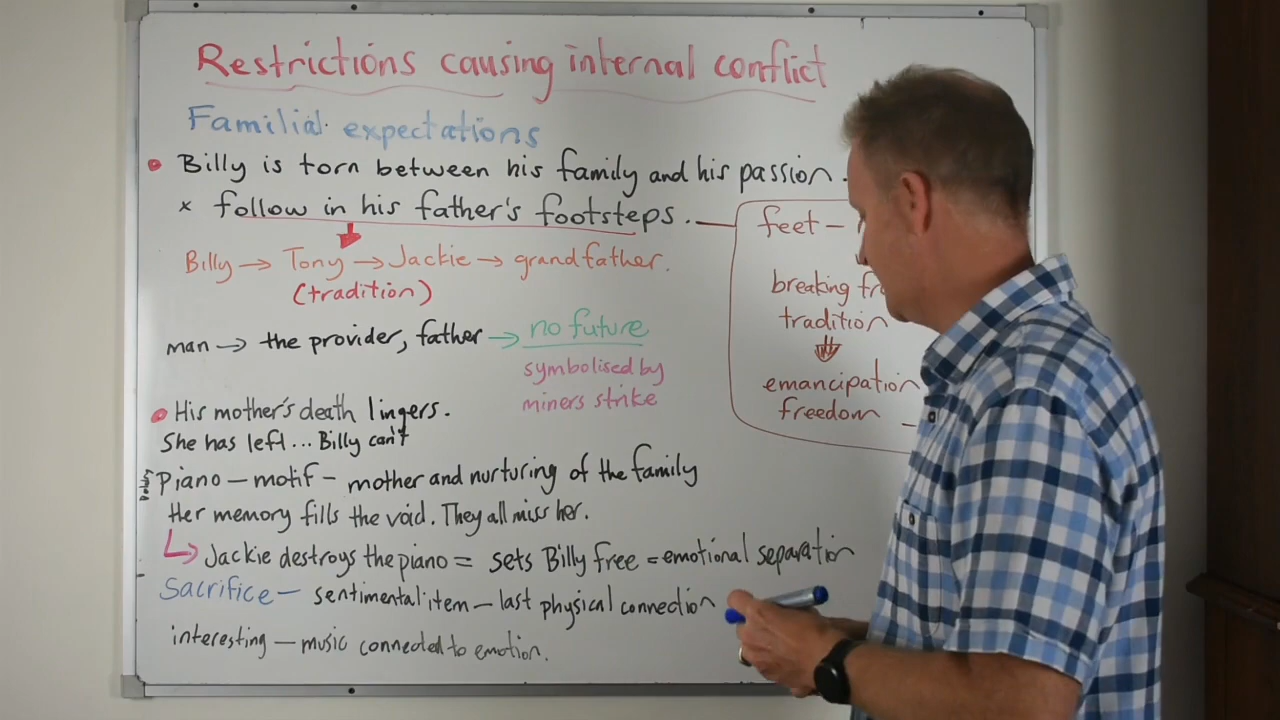 Restrictions causing internal conflict
Familial expectations
• Billy is torn between his family and his passion.
x follow in his father's footsteps. —
Billy → Tony → Jackie → grandfather.
(tradition)
man → the provider, father → no future
symbolised by
miners strike
feet –
breaking
tradition
emancipation
freedom –
• His mother's death lingers.
She has left... Billy can't
Piano – motif – mother and nurturing of the family
Her memory fills the void. They all miss her.
↳ Jackie destroys the piano = sets Billy free = emotional separation
Sacrifice – sentimental item – last physical connection
interesting – music connected to emotion.